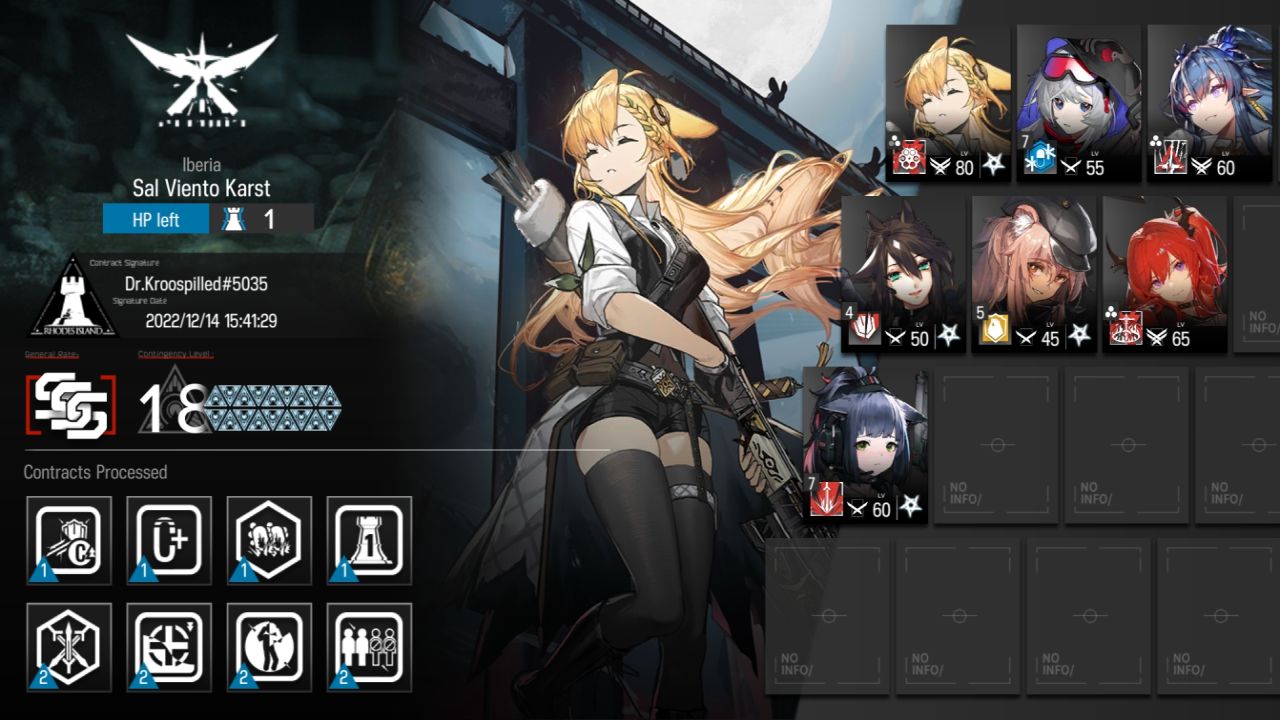 Iberia
Sal Viento Karst
HP left 1
Contract Signature
Dr.Kroospilled#5035
Signature Date
2022/12/14 15:41:29
RHODES ISLAND
General Rate:
Contingency Level:
SSS
18
Contracts Processed
1 1 1 1
2 2 2 2
LV 80
7 LV 55
LV 60
4 LV 50
5 LV 45
LV 65
NO
INFO/
7 LV 60
NO
INFO/
NO
INFO/
NO
INFO/
NO
INFO/
NO
INFO/
NO
INFO/
NO
INFO/